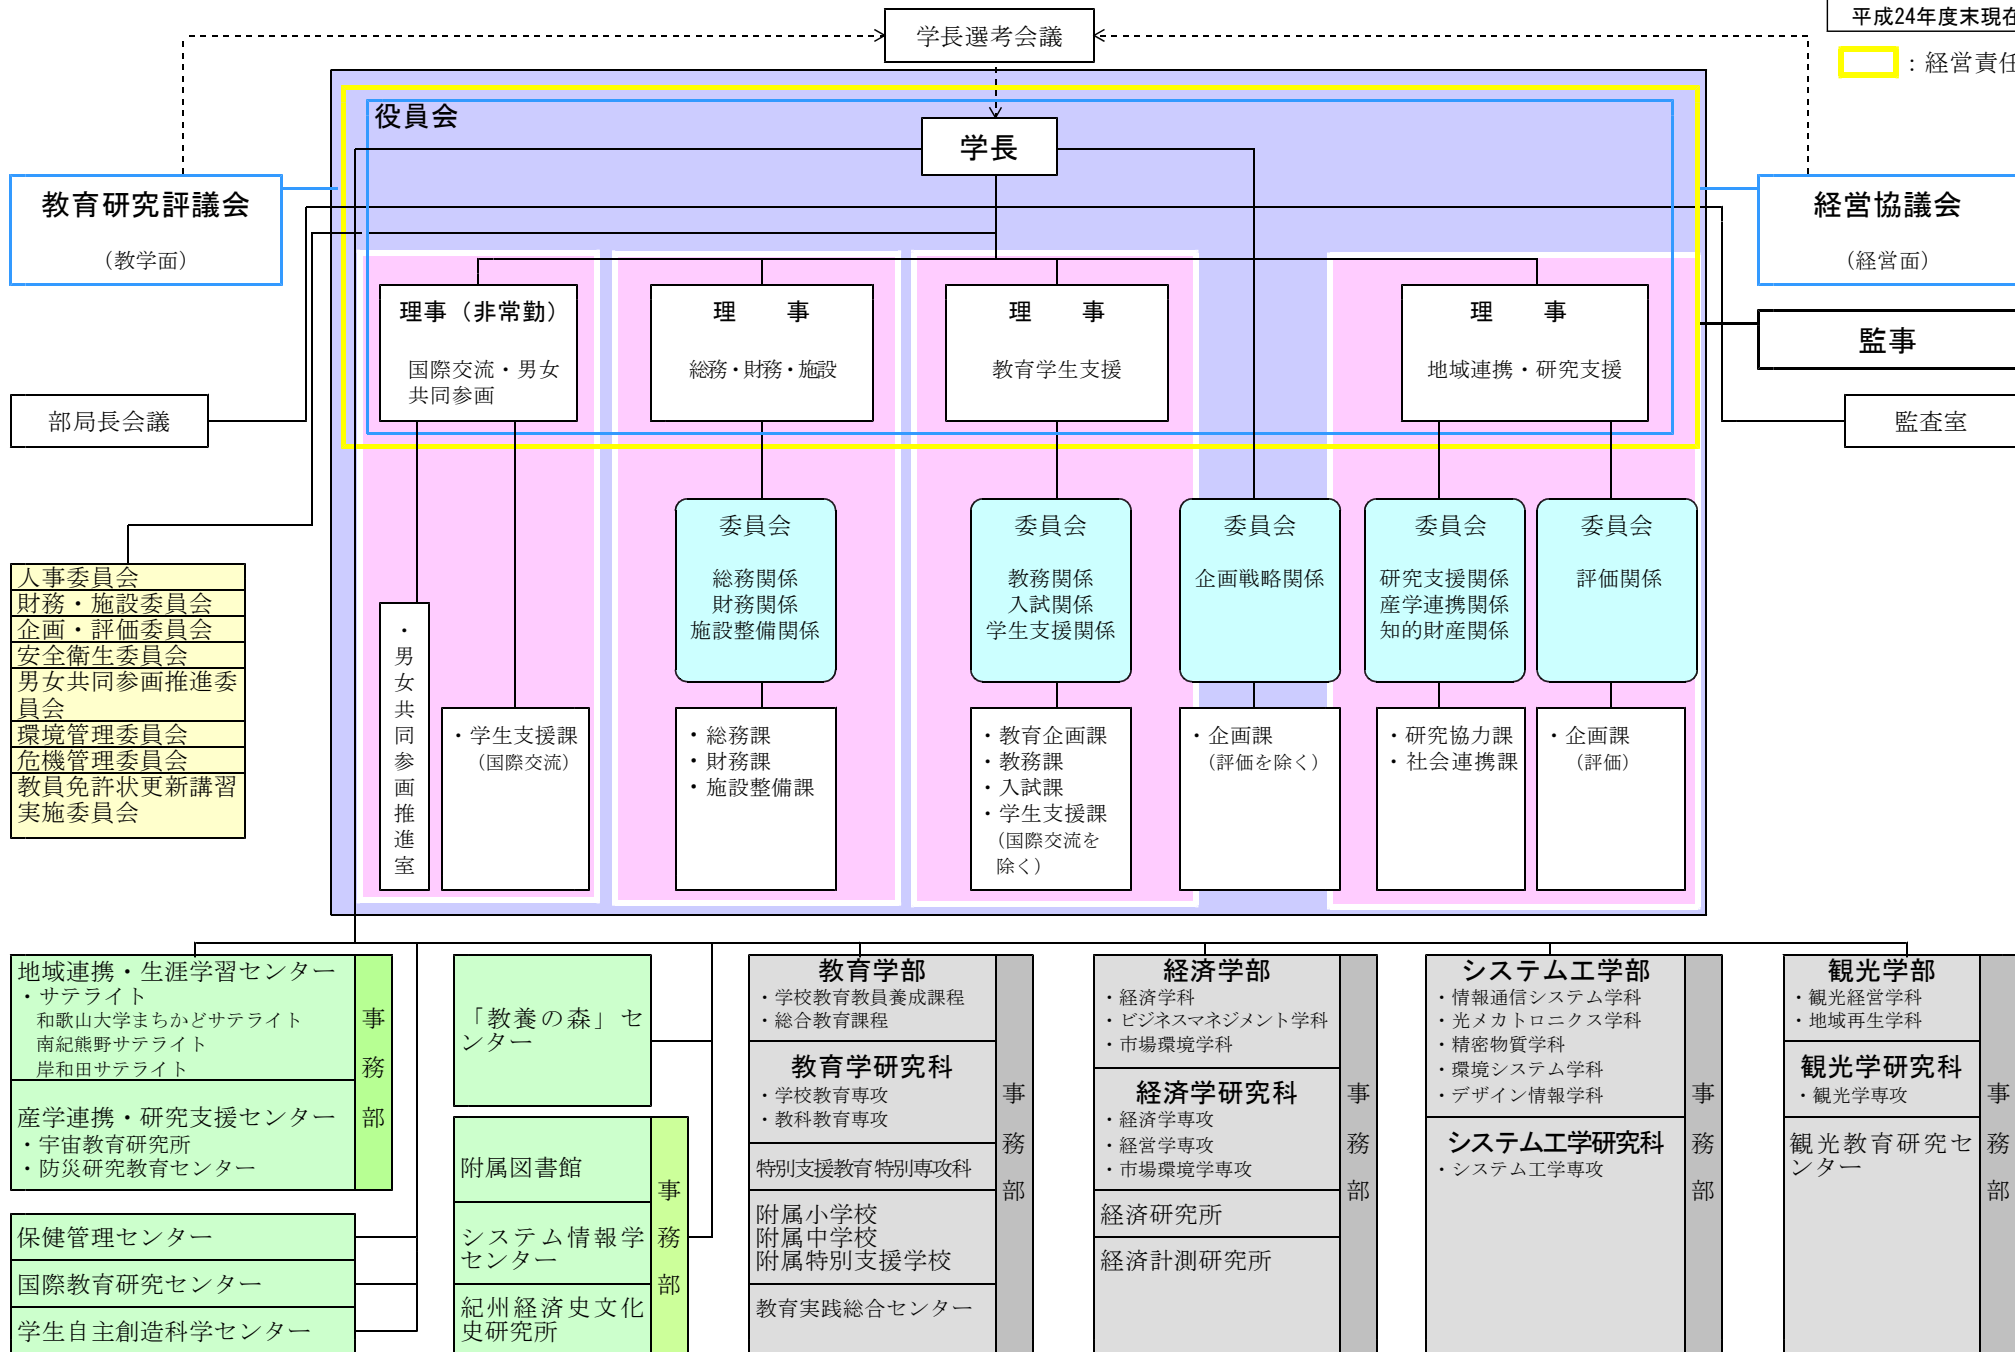 平成24年度末現在
学長選考会議
：経営責任
役員会
学長
教育研究評議会
（教学面）
経営協議会
（経営面）
理事（非常勤）
国際交流・男女
共同参画
理　事
総務・財務・施設
理　事
教育学生支援
理　事
地域連携・研究支援
監事
部局長会議
監査室
委員会
総務関係
財務関係
施設整備関係
委員会
教務関係
入試関係
学生支援関係
委員会
企画戦略関係
委員会
研究支援関係
産学連携関係
知的財産関係
委員会
評価関係
人事委員会
財務・施設委員会
企画・評価委員会
安全衛生委員会
男女共同参画推進委
員会
環境管理委員会
危機管理委員会
教員免許状更新講習
実施委員会
・男女共同参画推進室
・学生支援課
（国際交流）
・総務課
・財務課
・施設整備課
・教育企画課
・教務課
・入試課
・学生支援課
（国際交流を
除く）
・企画課
（評価を除く）
・研究協力課
・社会連携課
・企画課
（評価）
地域連携・生涯学習センター
・サテライト
和歌山大学まちかどサテライト
南紀熊野サテライト
岸和田サテライト
産学連携・研究支援センター
・宇宙教育研究所
・防災研究教育センター
事務部
保健管理センター
国際教育研究センター
学生自主創造科学センター
「教養の森」セ
ンター
附属図書館
システム情報学
センター
紀州経済史文化
史研究所
事務部
教育学部
・学校教育教員養成課程
・総合教育課程
教育学研究科
・学校教育専攻
・教科教育専攻
特別支援教育特別専攻科
附属小学校
附属中学校
附属特別支援学校
教育実践総合センター
事務部
経済学部
・経済学科
・ビジネスマネジメント学科
・市場環境学科
経済学研究科
・経済学専攻
・経営学専攻
・市場環境学専攻
経済研究所
経済計測研究所
事務部
システム工学部
・情報通信システム学科
・光メカトロニクス学科
・精密物質学科
・環境システム学科
・デザイン情報学科
システム工学研究科
・システム工学専攻
事務部
観光学部
・観光経営学科
・地域再生学科
観光学研究科
・観光学専攻
観光教育研究セ
ンター
事務部